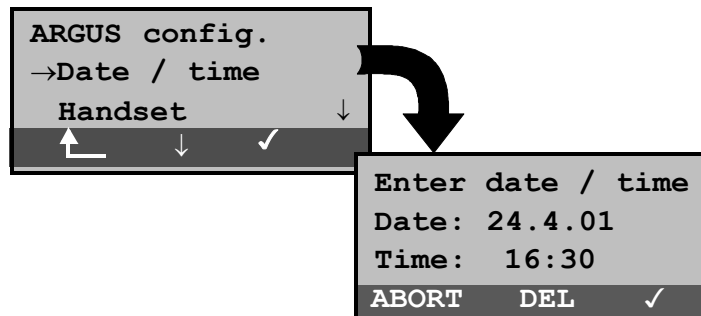 ARGUS config.
→Date / time
Handset ↓
↓ ✓
Enter date / time
Date: 24.4.01
Time: 16:30
ABORT DEL ✓